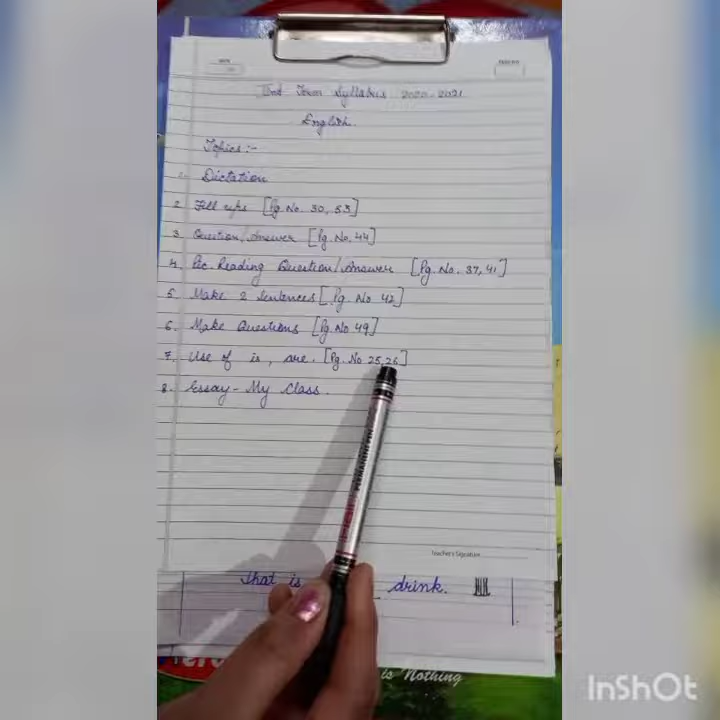 Term Syllabus 2020-2021
English.
Topics:-
1. Dictation
2. Fill ups [Pg. No. 30, 53]
3. Question/Answer [Pg. No. 44]
4. Pic. Reading Question/Answer [Pg. No. 37, 41]
5. Make 2 sentences [Pg. No 42]
6. Make Questions [Pg. No 49]
7. Use of is, are. [Pg. No 25,26]
8. Essay - My Class.
Teacher's Signature
That is drink.
is Nothing
InShOt